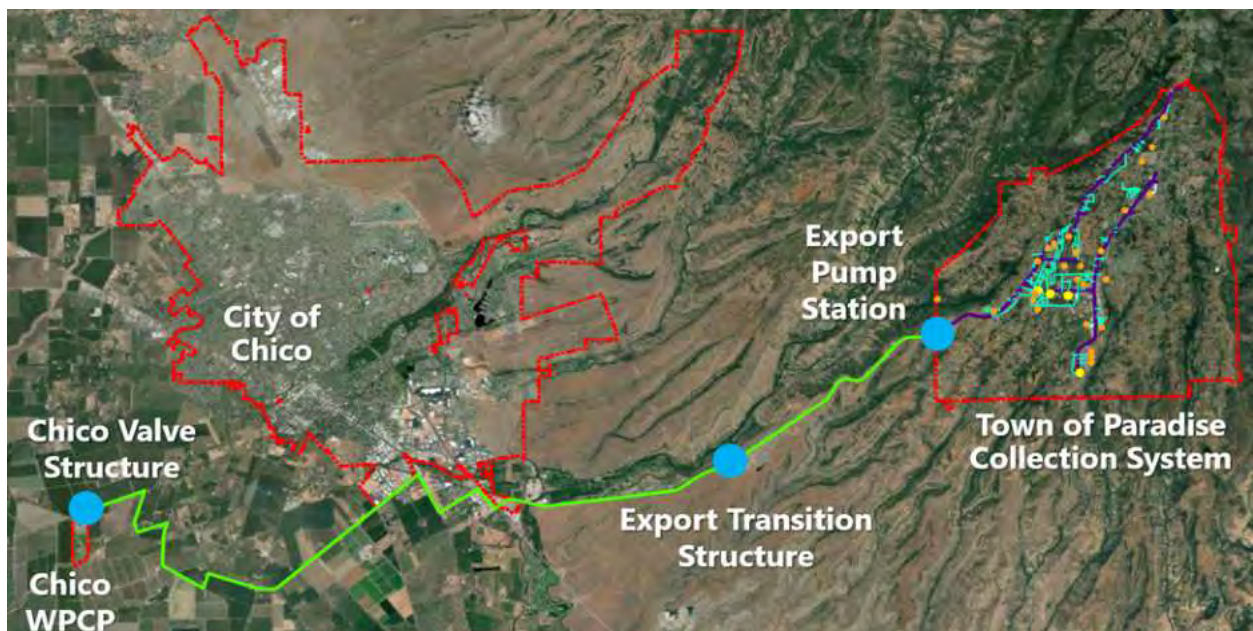 Export
Pump
Station
City of
Chico
Chico Valve
Structure
Town of Paradise
Collection System
Export Transition
Structure
Chico
WPCP